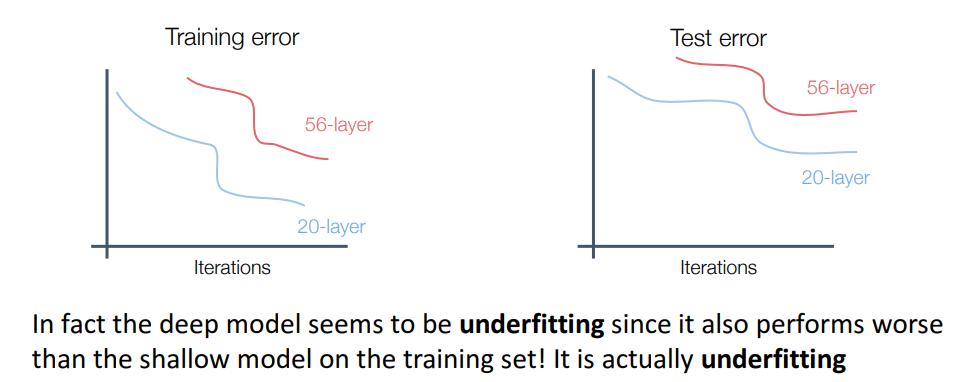 Training error
56-layer
20-layer
Iterations
Test error
56-layer
20-layer
Iterations
In fact the deep model seems to be underfitting since it also performs worse
than the shallow model on the training set! It is actually underfitting